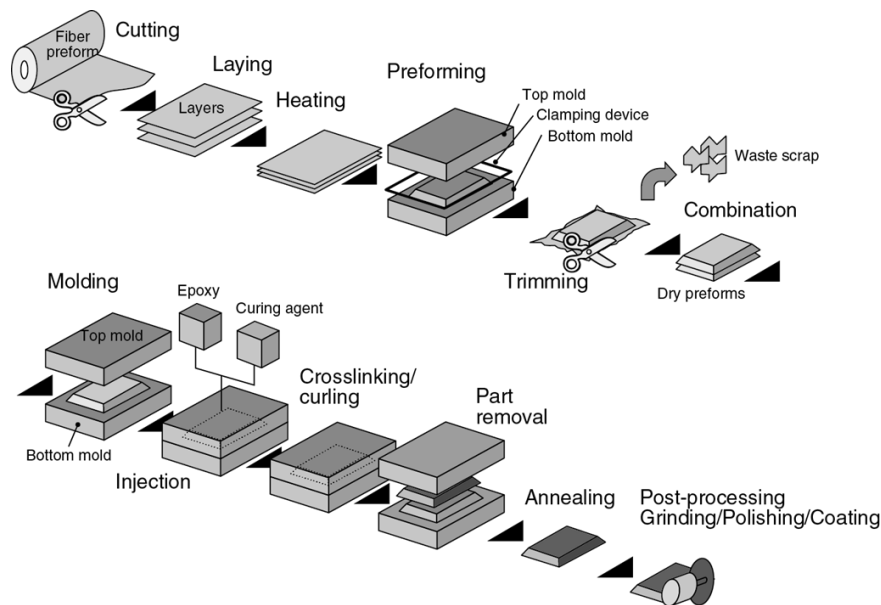 Fiber
preform
Cutting
Laying
Layers
Heating
Preforming
Top mold
Clamping device
Bottom mold
Waste scrap
Trimming
Combination
Dry preforms
Molding
Top mold
Bottom mold
Epoxy
Curing agent
Injection
Crosslinking/
curling
Part
removal
Annealing
Post-processing
Grinding/Polishing/Coating